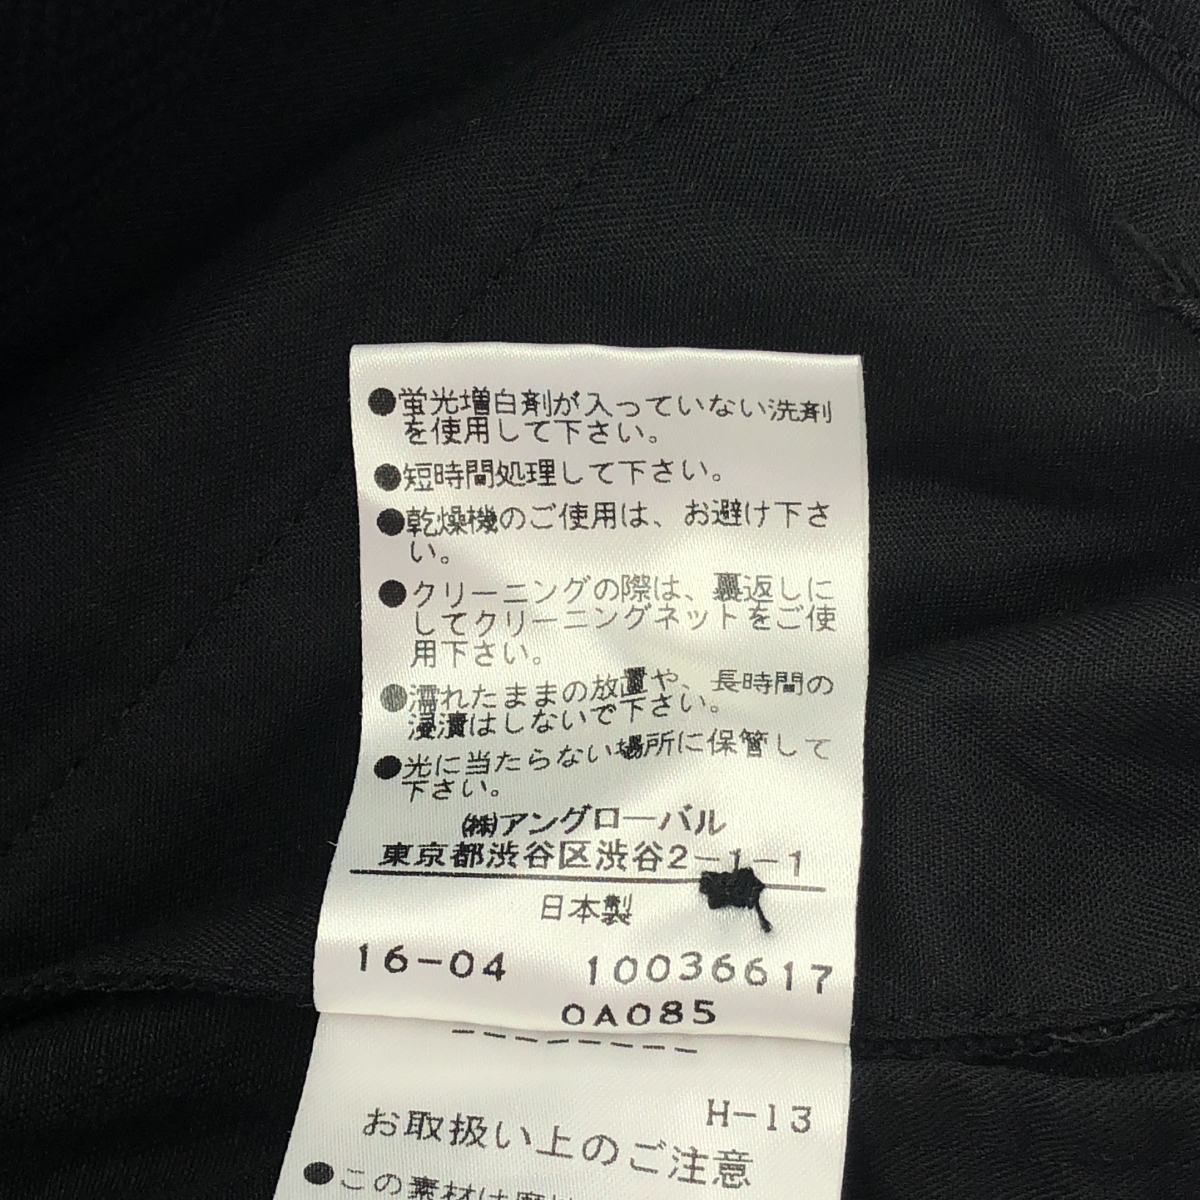 ●蛍光増白剤が入っていない洗剤
を使用して下さい。
●短時間処理して下さい。
●乾燥機のご使用は、お避け下さ
い。
●クリーニングの際は、裏返しに
してクリーニングネットをご使
用下さい。
●濡れたままの放置や、長時間の
浸漬はしないで下さい。
●光に当たらない場所に保管して
下さい。
㈱アングローバル
東京都渋谷区渋谷2-1-1
日本製
16-04 10036617
0A085
--------
H-13
お取扱い上のご注意
●この素材は摩